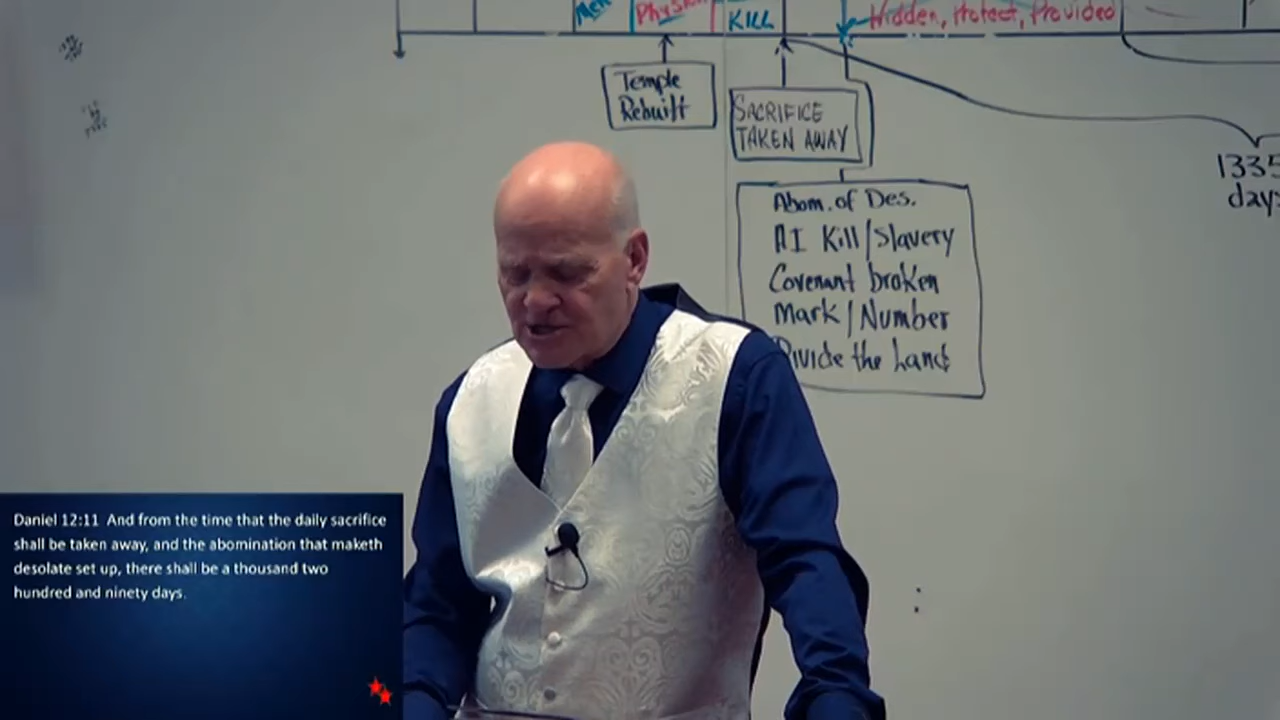 Men
Physical
KILL
Hidden, Protect, Provided
Temple
Rebuilt
SACRIFICE
TAKEN AWAY
1335
days
Abom. of Des.
AI Kill/Slavery
Covenant broken
Mark/Number
Divide the Land
Daniel 12:11 And from the time that the daily sacrifice
shall be taken away, and the abomination that maketh
desolate set up, there shall be a thousand two
hundred and ninety days.